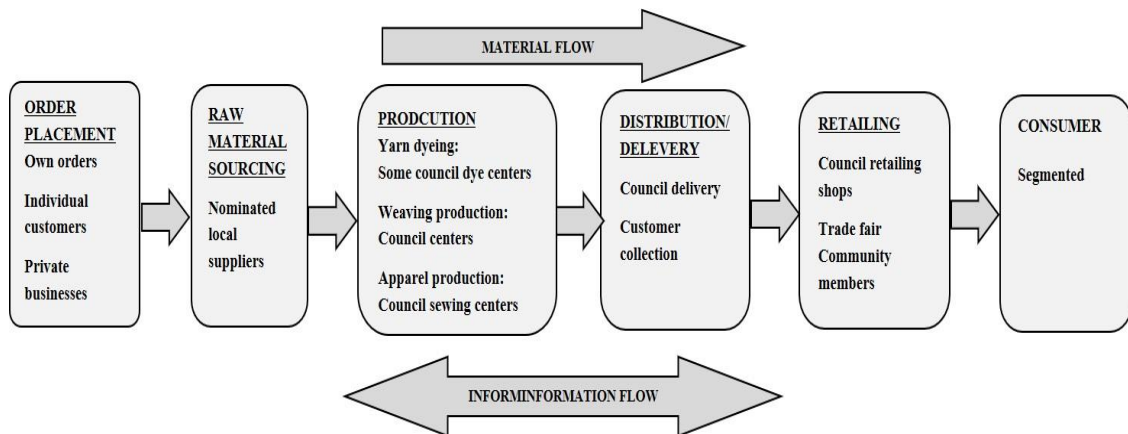 MATERIAL FLOW
ORDER
PLACEMENT
Own orders
Individual
customers
Private
businesses
RAW
MATERIAL
SOURCING
Nominated
local
suppliers
PRODCUTION
Yarn dyeing:
Some council dye centers
Weaving production:
Council centers
Apparel production:
Council sewing centers
DISTRIBUTION/
DELEVERY
Council delivery
Customer
collection
RETAILING
Council retailing
shops
Trade fair
Community
members
CONSUMER
Segmented
INFORMINFORMATION FLOW